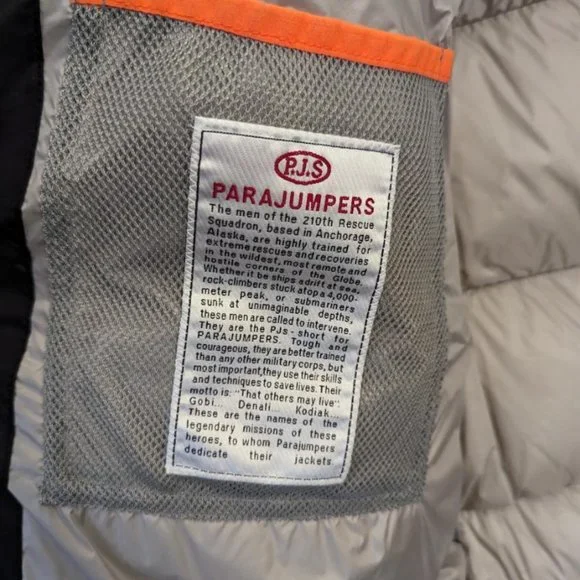 P.J.S
PARAJUMPERS
The men of the 210th Rescue
Squadron, based in Anchorage,
Alaska, are highly trained for
extreme rescues and recoveries
in the wildest, most remote and
hostile corners of the Globe.
Whether it be ships adrift at sea,
rock-climbers stuck atop a 4,000-
meter peak, or submariners
sunk at unimaginable depths,
these men are called to intervene.
They are the PJs - short for
PARAJUMPERS. Tough and
courageous, they are better trained
than any other military corps, but
most important, they use their skills
and techniques to save lives. Their
motto is: "That others may live".
Gobi... Denali... Kodiak...
These are the names of the
legendary missions of these
heroes, to whom Parajumpers
dedicate their jackets.